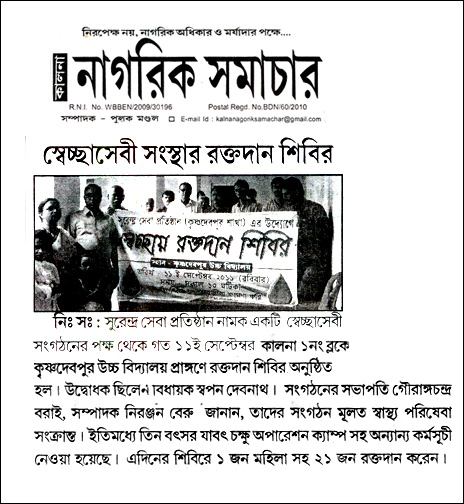 নিরপেক্ষ নয়, নাগরিক অধিকার ও মর্যাদার পক্ষে....
কালনা
নাগরিক সমাচার
R.N.I. No. WBBEN/2009/30196 Postal Regd. No.BDN/60/2010
সম্পাদক - পুলক মণ্ডল □ E-mail Id : kalnanagonksamachar@gmail.com
স্বেচ্ছাসেবী সংস্থার রক্তদান শিবির
সুরেন্দ্র সেবা প্রতিষ্ঠান (কৃষ্ণদেবপুর শাখা) এর উদ্যোগে
স্বেচ্ছায় রক্তদান শিবির
স্থান - কৃষ্ণদেবপুর উচ্চ বিদ্যালয়
১১ ই সেপ্টেম্বর, ২০১১ (রবিবার)
নিঃ সঃ : সুরেন্দ্র সেবা প্রতিষ্ঠান নামক একটি স্বেচ্ছাসেবী
সংগঠনের পক্ষ থেকে গত ১১ই সেপ্টেম্বর কালনা ১নং ব্লকে
কৃষ্ণদেবপুর উচ্চ বিদ্যালয় প্রাঙ্গণে রক্তদান শিবির অনুষ্ঠিত
হল। উদ্বোধক ছিলেন বিধায়ক স্বপন দেবনাথ। সংগঠনের সভাপতি গৌরাঙ্গচন্দ্র
বরাই, সম্পাদক নিরঞ্জন বেরু জানান, তাদের সংগঠন মূলত স্বাস্থ্য পরিষেবা
সংক্রান্ত। ইতিমধ্যে তিন বৎসর যাবৎ চক্ষু অপারেশন ক্যাম্প সহ অন্যান্য কর্মসূচী
নেওয়া হয়েছে। এদিনের শিবিরে ১ জন মহিলা সহ ২১ জন রক্তদান করেন।